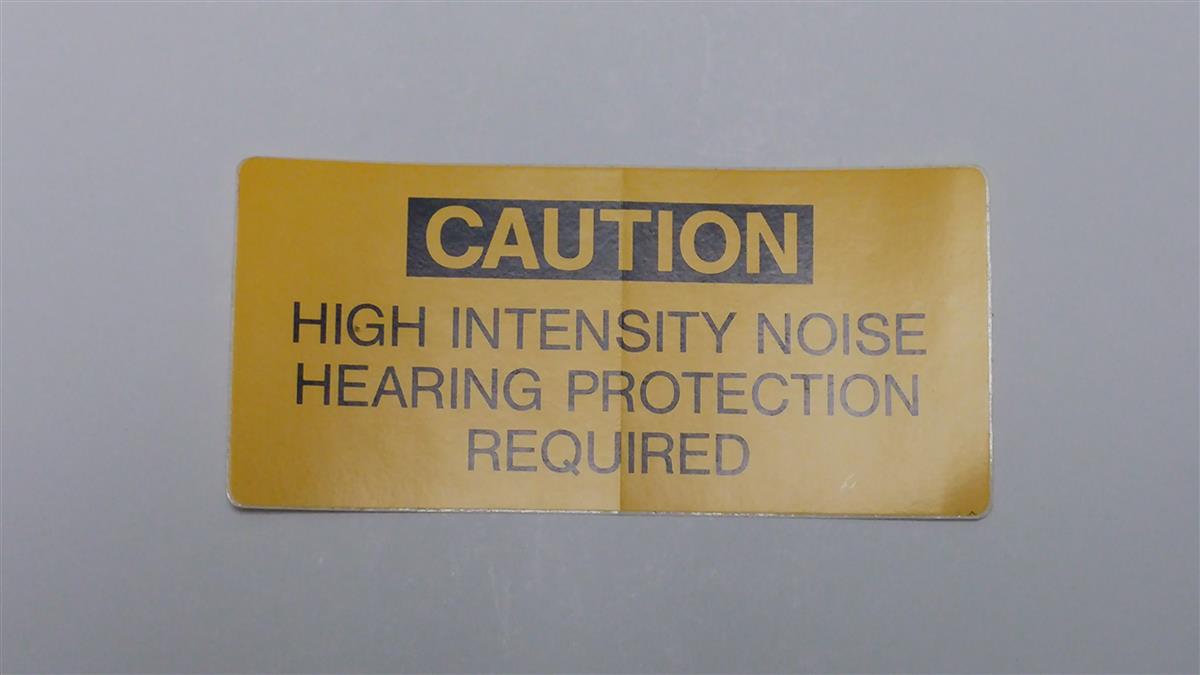 CAUTION
HIGH INTENSITY NOISE
HEARING PROTECTION
REQUIRED